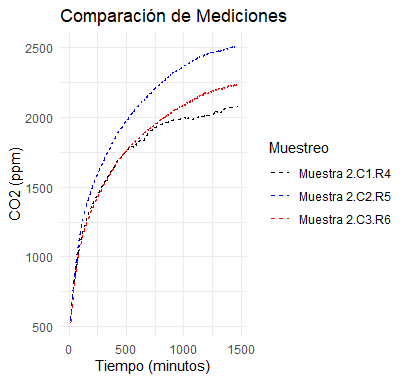 Comparación de Mediciones
2500
2000
1500
1000
500
CO2 (ppm)
0
500
1000
1500
Tiempo (minutos)
Muestreo
Muestra 2.C1.R4
Muestra 2.C2.R5
Muestra 2.C3.R6